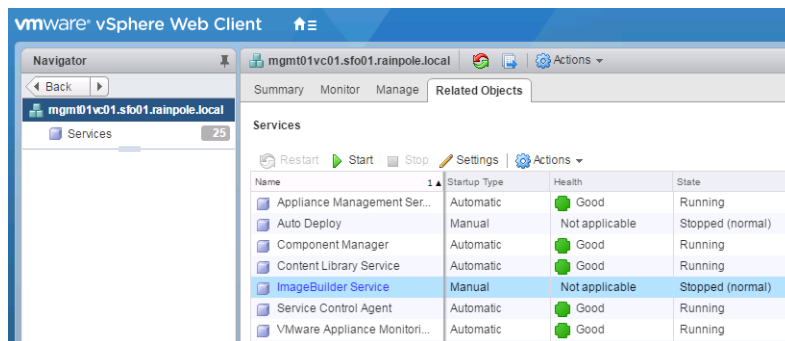 vmware® vSphere Web Client
Navigator
mgmt01vc01.sfo01.rainpole.local
Actions
Back
Summary Monitor Manage Related Objects
mgmt01vc01.sfo01.rainpole.local
Services 25
Services
Restart Start Stop Settings Actions
Name 1 Startup Type Health State
Appliance Management Ser... Automatic Good Running
Auto Deploy Manual Not applicable Stopped (normal)
Component Manager Automatic Good Running
Content Library Service Automatic Good Running
ImageBuilder Service Manual Not applicable Stopped (normal)
Service Control Agent Automatic Good Running
VMware Appliance Monitori... Automatic Good Running